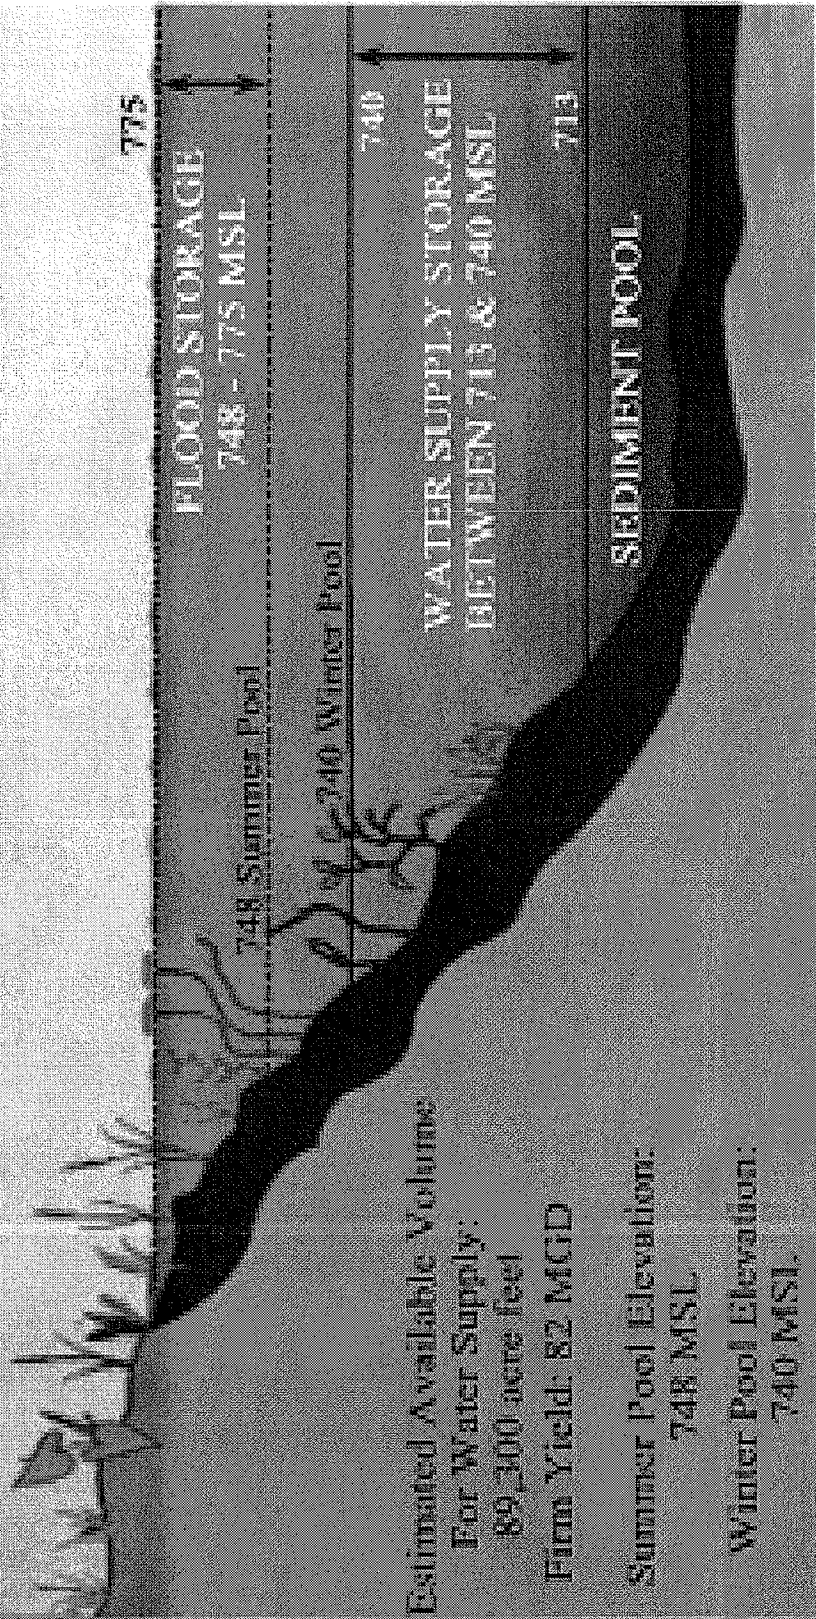 775
FLOOD STORAGE
748 - 775 MSL
748 Summer Pool
740 Winter Pool
740
WATER SUPPLY STORAGE
BETWEEN 713 & 740 MSL
713
SEDIMENT POOL
Estimated Available Volume
For Water Supply:
89,300 acre feet
Firm Yield: 82 MGD
Summer Pool Elevation:
748 MSL
Winter Pool Elevation:
740 MSL